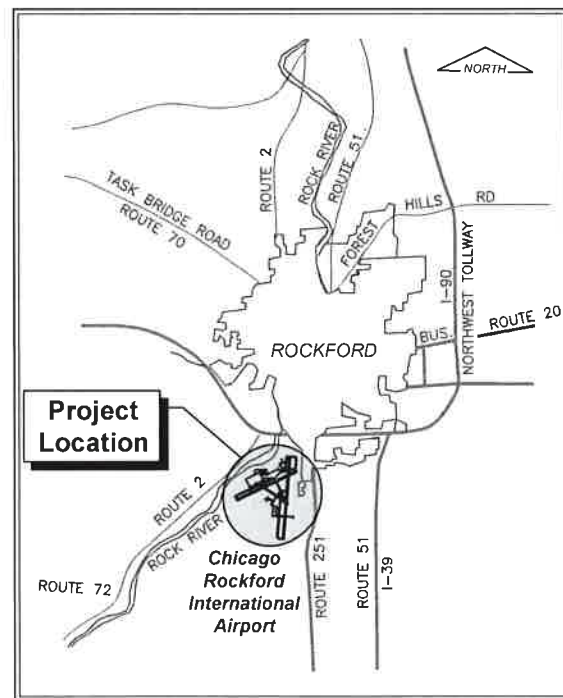 NORTH
ROUTE 2
ROCK RIVER
ROUTE 51.
TASK BRIDGE ROAD
ROUTE 70
FOREST
HILLS
RD
I-90
NORTHWEST TOLLWAY
BUS.
ROUTE 20
ROCKFORD
Project
Location
ROUTE 2
ROCK RIVER
ROUTE 72
Chicago
Rockford
International
Airport
ROUTE 251
ROUTE 51
I-39